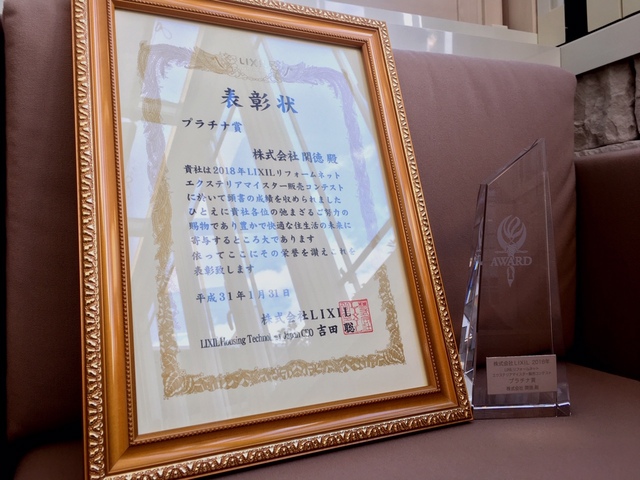 LIXIL
表彰状
プラチナ賞
株式会社 関徳 殿
貴社は2018年LIXILリフォームネット
エクステリアマイスター販売コンテスト
に於いて顕著の成績を収められました
ひとえに貴社各位の弛まざるご努力の
賜物であり豊かで快適な住生活の未来に
寄与するところ大であります
依ってここにその栄誉を讃えこれを
表彰致します
平成31年1月31日
株式会社LIXIL
LIXIL Housing Technology Japan CEO 吉田 聡
AWARD
株式会社LIXIL 2018年
プラチナ賞